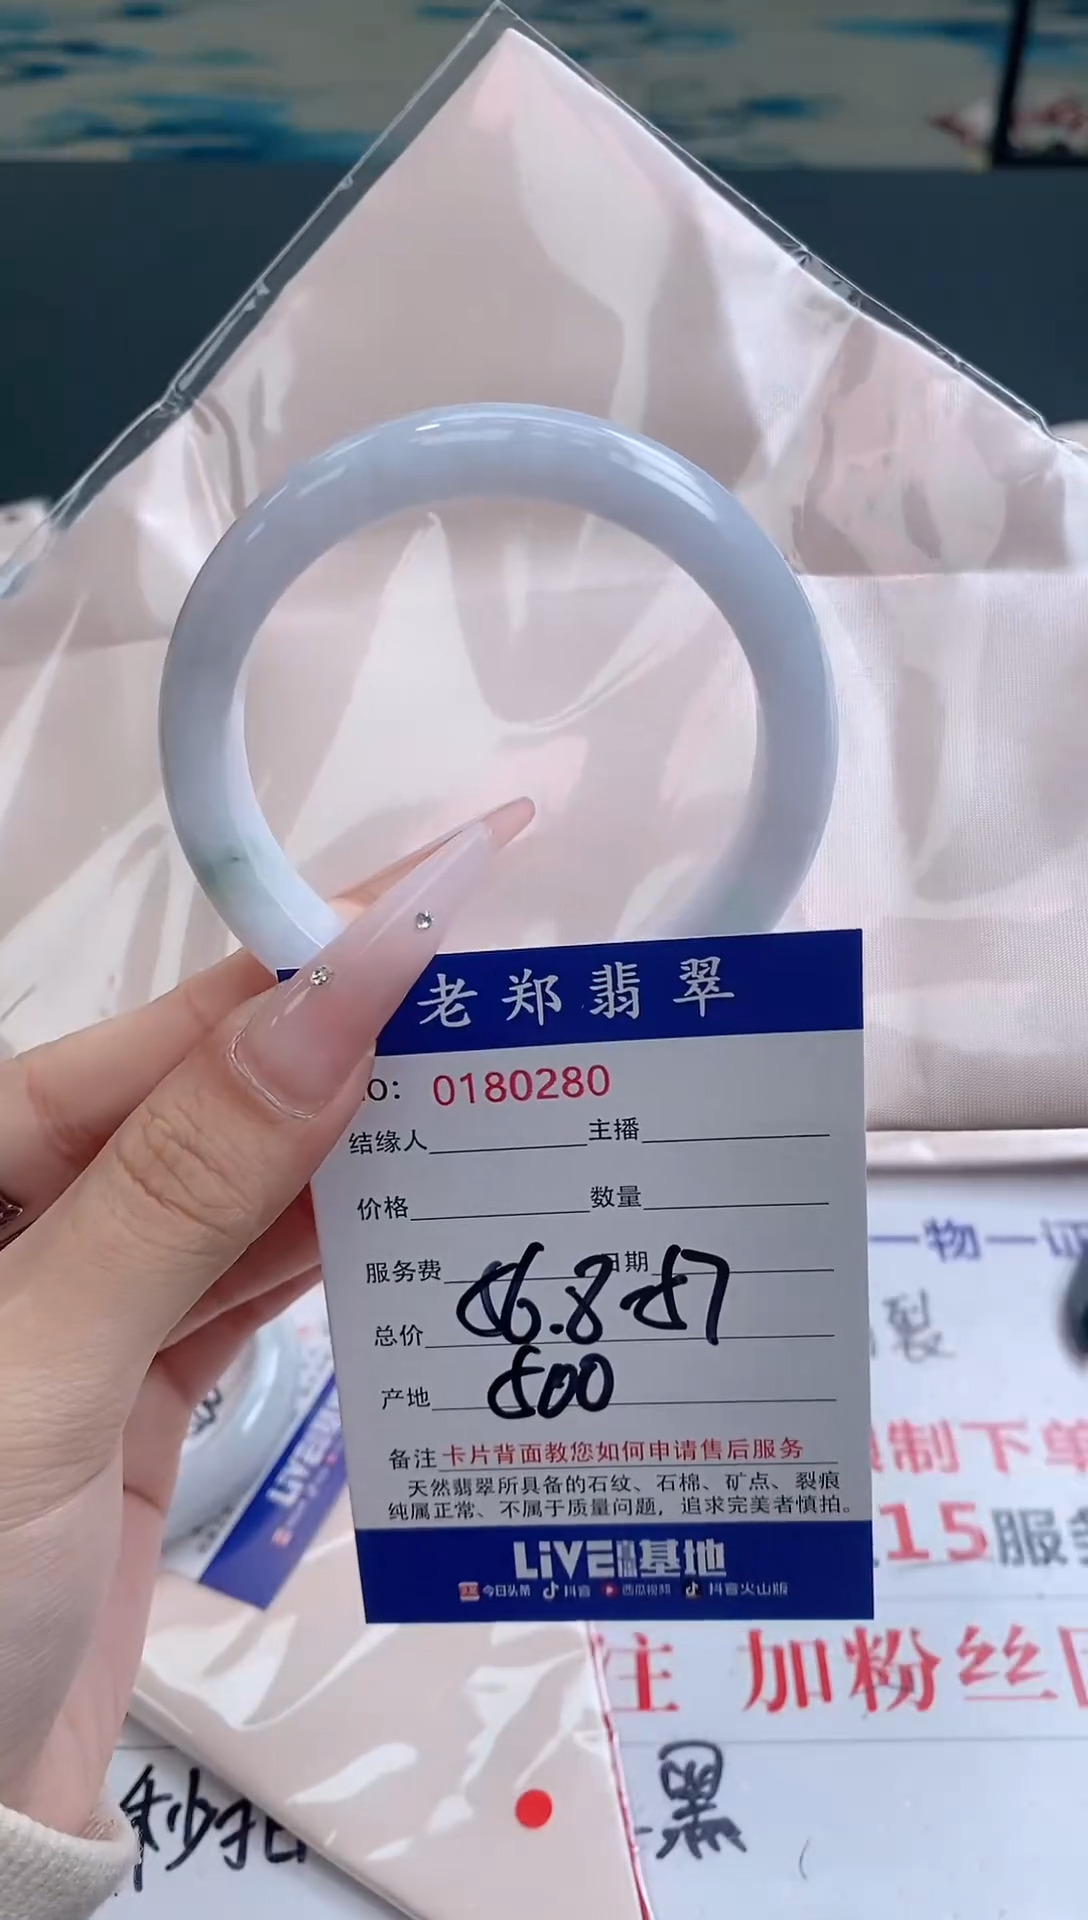 老郑翡翠
o: 0180280
结缘人 主播
价格 数量
服务费 日期
56.8-57
总价
500
产地
备注 卡片背面教您如何申请售后服务
天然翡翠所具备的石纹、石棉、矿点、裂痕
纯属正常、不属于质量问题，追求完美者慎拍。
LiVE直播基地
今日头条 抖音 西瓜视频 抖音火山版
一物一证
裂
制下单
15服务
注 加粉丝团
秒拍
黑
LiVE